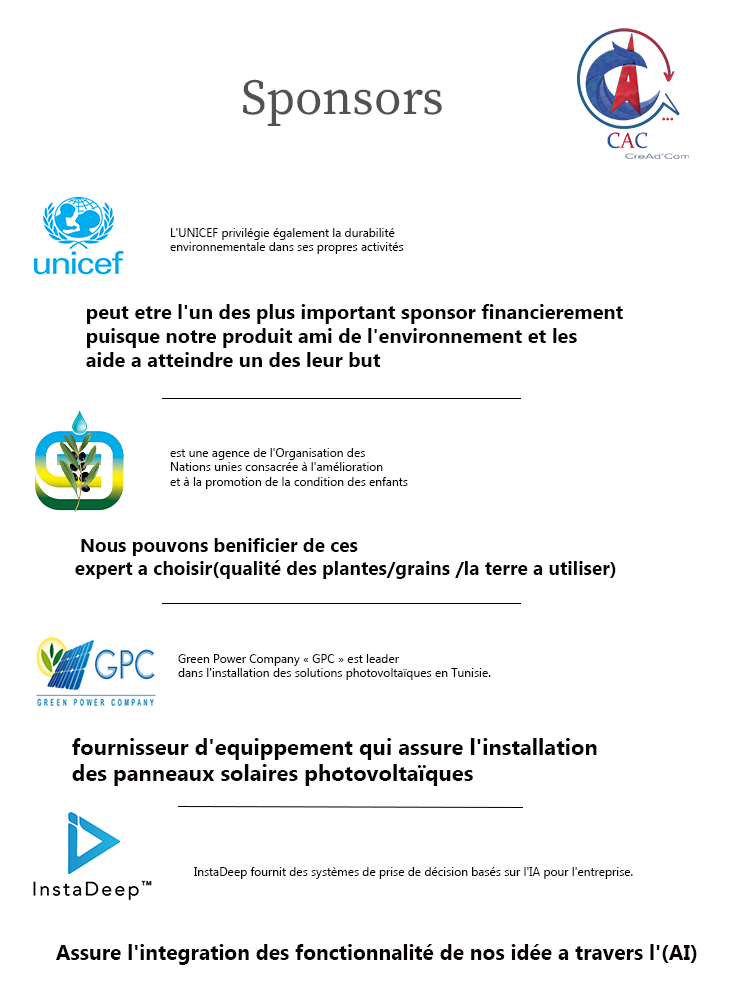 Sponsors
CAC
CreAd'Com
unicef
L'UNICEF privilégie également la durabilité
environnementale dans ses propres activités
peut etre l'un des plus important sponsor financierement
puisque notre produit ami de l'environnement et les
aide a atteindre un des leur but
est une agence de l'Organisation des
Nations unies consacrée à l'amélioration
et à la promotion de la condition des enfants
Nous pouvons benificier de ces
expert a choisir(qualité des plantes/grains /la terre a utiliser)
GPC
GREEN POWER COMPANY
Green Power Company « GPC » est leader
dans l'installation des solutions photovoltaïques en Tunisie.
fournisseur d'equippement qui assure l'installation
des panneaux solaires photovoltaïques
InstaDeep™
InstaDeep fournit des systèmes de prise de décision basés sur l'IA pour l'entreprise.
Assure l'integration des fonctionnalité de nos idée a travers l'(AI)